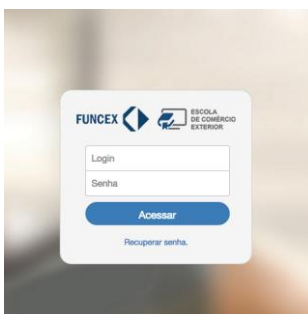 FUNCEX
ESCOLA
DE COMÉRCIO
EXTERIOR
Login
Senha
Acessar
Recuperar senha.